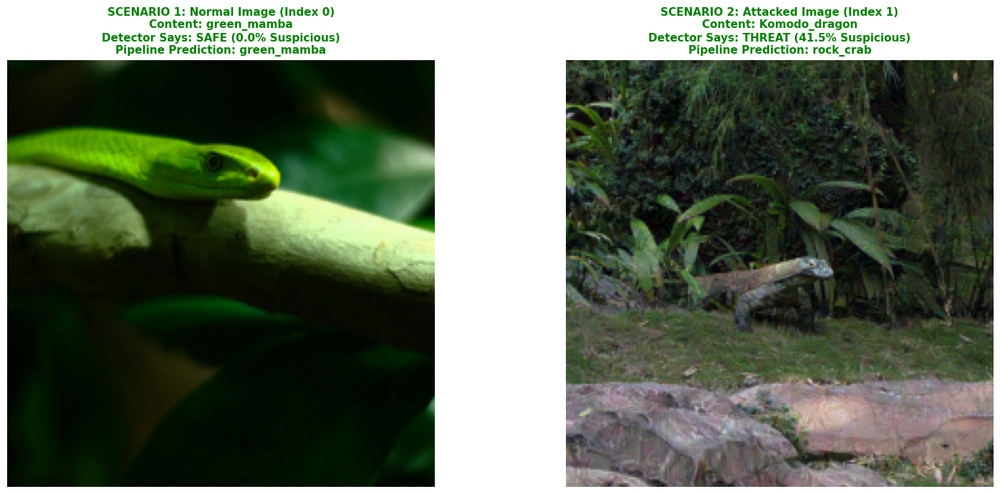 SCENARIO 1: Normal Image (Index 0)
Content: green_mamba
Detector Says: SAFE (0.0% Suspicious)
Pipeline Prediction: green_mamba
SCENARIO 2: Attacked Image (Index 1)
Content: Komodo_dragon
Detector Says: THREAT (41.5% Suspicious)
Pipeline Prediction: rock_crab